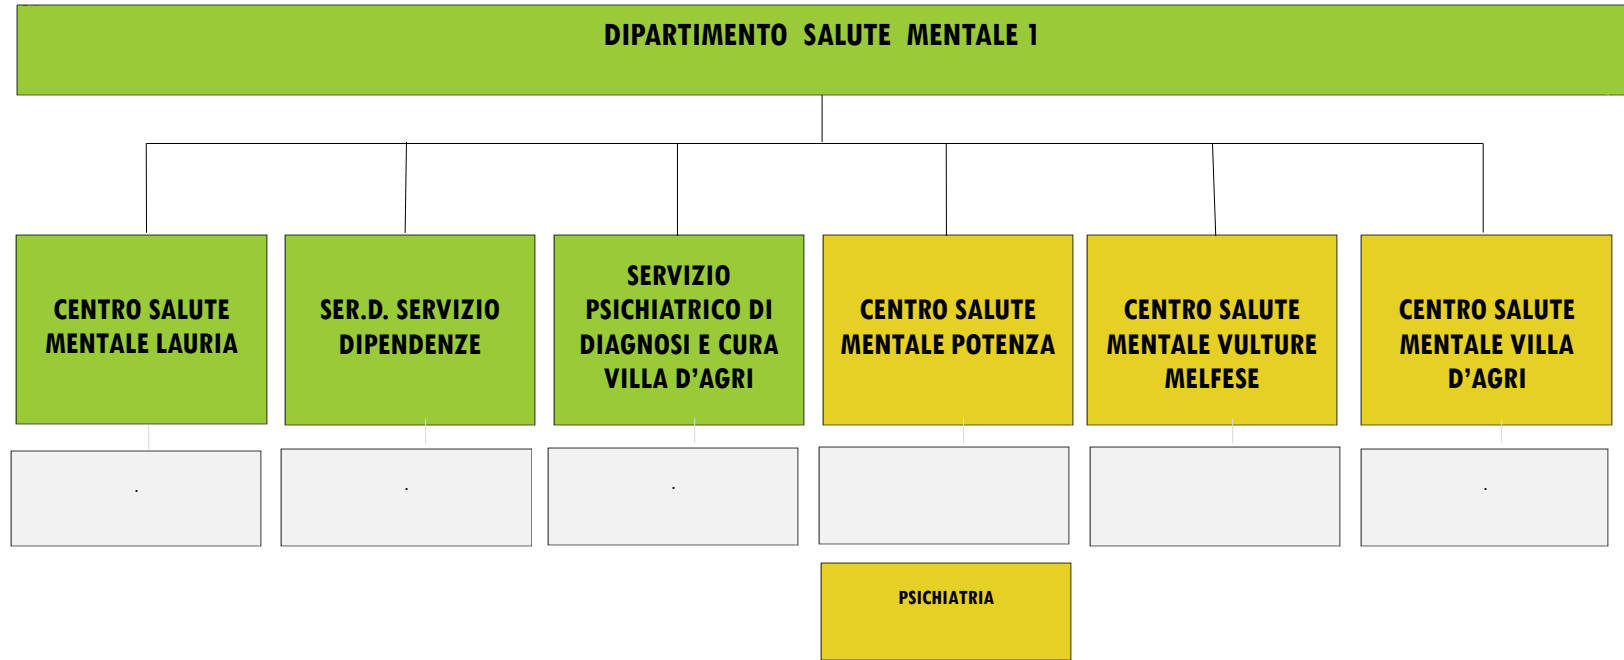 DIPARTIMENTO SALUTE MENTALE 1
CENTRO SALUTE
MENTALE LAURIA
SER.D. SERVIZIO
DIPENDENZE
SERVIZIO
PSICHIATRICO DI
DIAGNOSI E CURA
VILLA D’AGRI
CENTRO SALUTE
MENTALE POTENZA
CENTRO SALUTE
MENTALE VULTURE
MELFESE
CENTRO SALUTE
MENTALE VILLA
D’AGRI
.
.
.
.
PSICHIATRIA